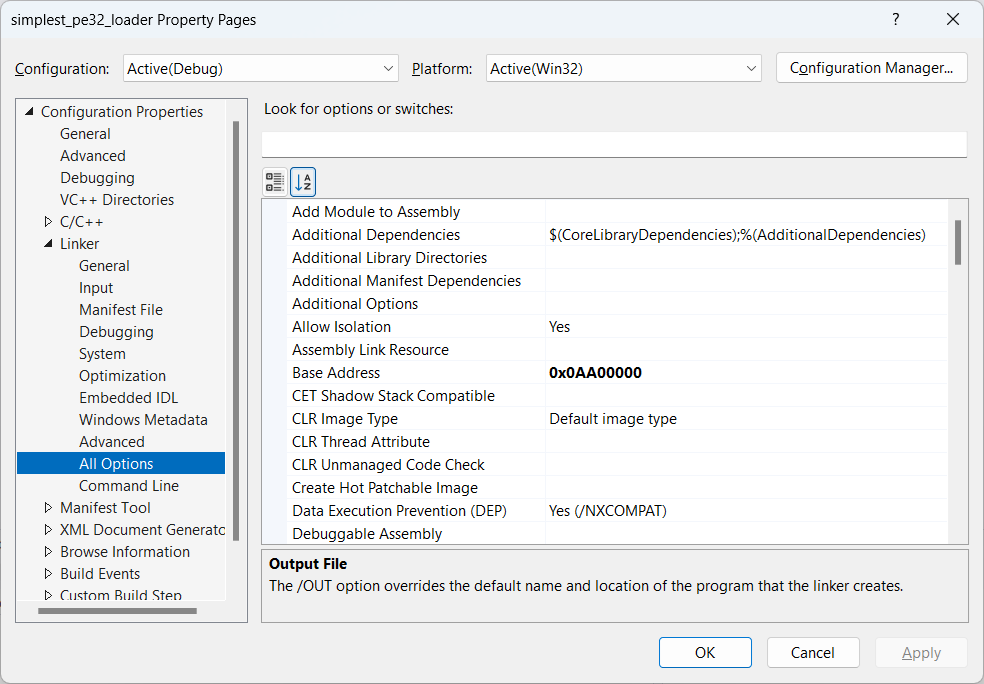 simplest_pe32_loader Property Pages
?
Configuration: Active(Debug) Platform: Active(Win32) Configuration Manager...
Configuration Properties
General
Advanced
Debugging
VC++ Directories
C/C++
Linker
General
Input
Manifest File
Debugging
System
Optimization
Embedded IDL
Windows Metadata
Advanced
All Options
Command Line
Manifest Tool
XML Document Generato
Browse Information
Build Events
Custom Build Step
Look for options or switches:
A
Z
Add Module to Assembly
Additional Dependencies $(CoreLibraryDependencies);%(AdditionalDependencies)
Additional Library Directories
Additional Manifest Dependencies
Additional Options
Allow Isolation Yes
Assembly Link Resource
Base Address 0x0AA00000
CET Shadow Stack Compatible
CLR Image Type Default image type
CLR Thread Attribute
CLR Unmanaged Code Check
Create Hot Patchable Image
Data Execution Prevention (DEP) Yes (/NXCOMPAT)
Debuggable Assembly
Output File
The /OUT option overrides the default name and location of the program that the linker creates.
OK Cancel Apply